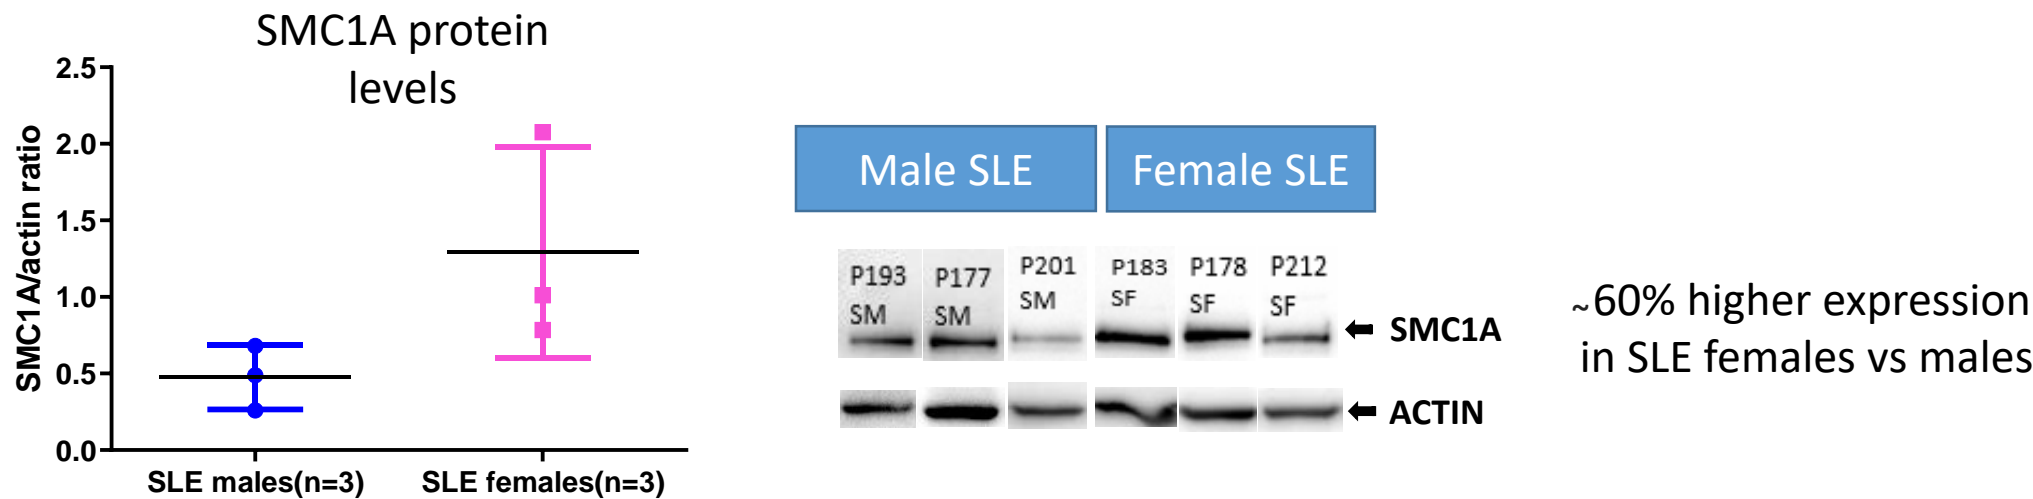 SMC1A protein
levels
2.5
2.0
1.5
1.0
0.5
0.0
SMC1A/actin ratio
SLE males(n=3)
SLE females(n=3)
Male SLE
Female SLE
P193
SM
P177
SM
P201
SM
P183
SF
P178
SF
P212
SF
SMC1A
ACTIN
~60% higher expression
in SLE females vs males